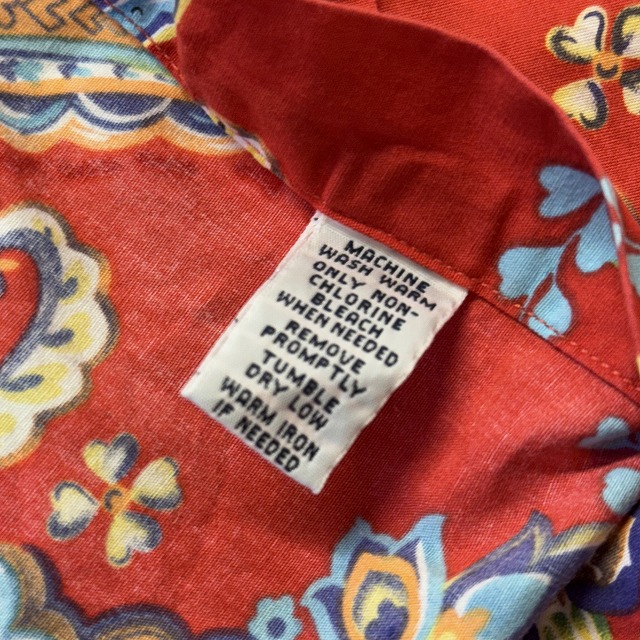 MACHINE
WASH WARM
ONLY NON-
CHLORINE
BLEACH
WHEN NEEDED
REMOVE
PROMPTLY
TUMBLE
DRY LOW
WARM IRON
IF NEEDED